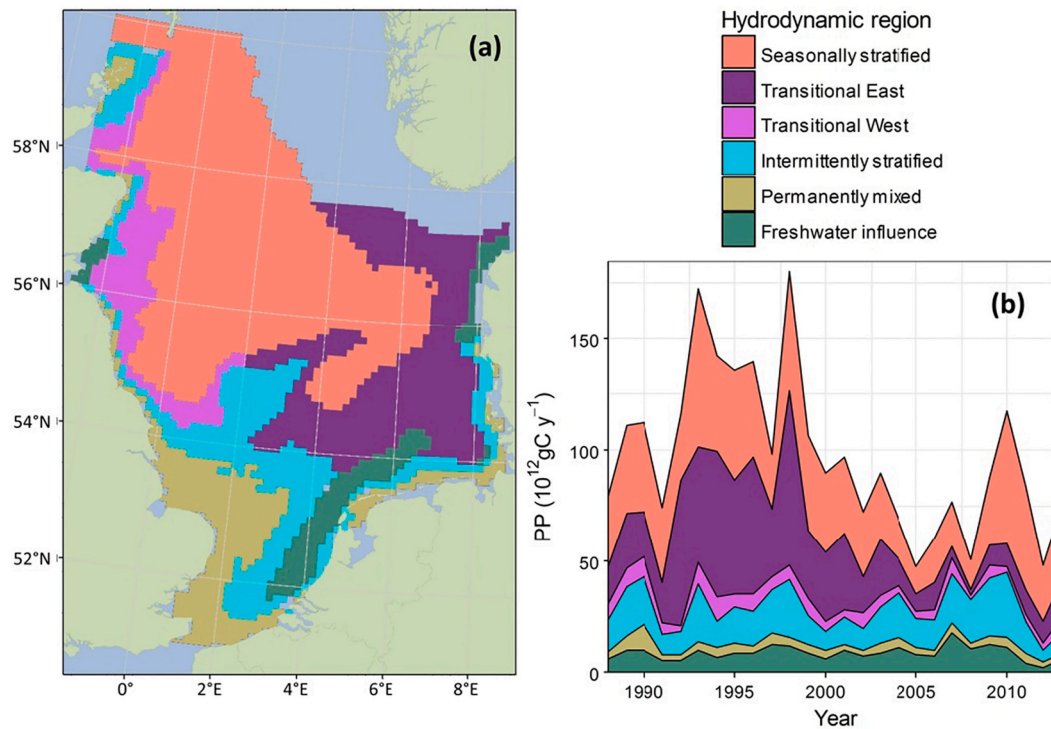 (a)
58°N
56°N
54°N
52°N
0°
2°E
4°E
6°E
8°E
Hydrodynamic region
Seasonally stratified
Transitional East
Transitional West
Intermittently stratified
Permanently mixed
Freshwater influence
(b)
PP (10¹²gC y⁻¹)
150
100
50
0
1990
1995
2000
2005
2010
Year